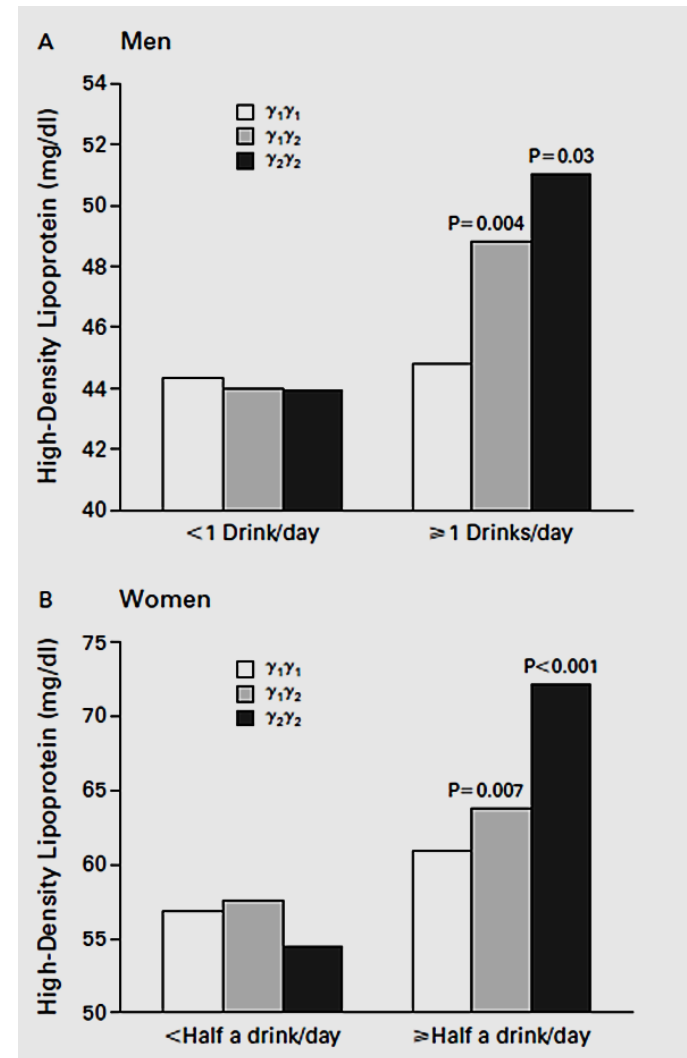 A Men
High-Density Lipoprotein (mg/dl)
54
52
50
48
46
44
42
40
γ₁γ₁
γ₁γ₂
γ₂γ₂
P=0.03
P=0.004
<1 Drink/day
⩾1 Drinks/day
B Women
High-Density Lipoprotein (mg/dl)
75
70
65
60
55
50
γ₁γ₁
γ₁γ₂
γ₂γ₂
P<0.001
P=0.007
<Half a drink/day
⩾Half a drink/day